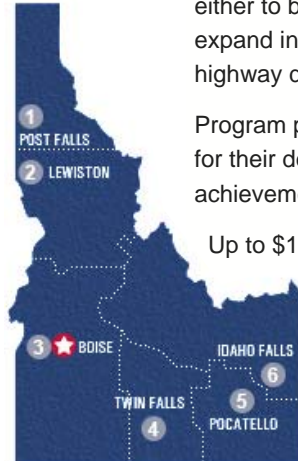 either to b
expand in
highway c
Program p
for their de
achieveme
Up to $1
1
POST FALLS
2 LEWISTON
3 BOISE
IDAHO FALLS
6
TWIN FALLS
4
5
POCATELLO